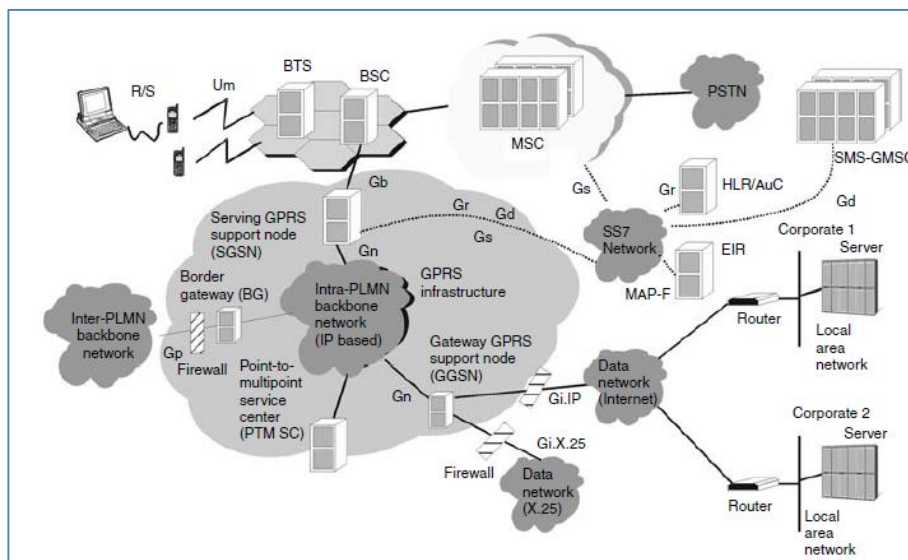 R/S
Um
BTS
BSC
MSC
PSTN
SMS-GMSC
Gb
Gs
Gr
HLR/AuC
Gd
Serving GPRS
support node
(SGSN)
Gr
Gd
Gs
SS7
Network
EIR
MAP-F
Gn
Border
gateway (BG)
Intra-PLMN
backbone
network
(IP based)
GPRS
infrastructure
Inter-PLMN
backbone
network
Gp
Firewall
Point-to-
multipoint
service
center
(PTM SC)
Gateway GPRS
support node
(GGSN)
Gn
Gi.IP
Data
network
(Internet)
Gi.X.25
Firewall
Data
network
(X.25)
Corporate 1
Server
Router
Local
area
network
Corporate 2
Server
Router
Local
area
network